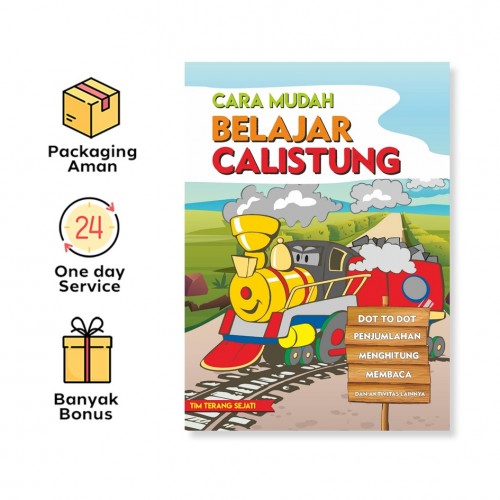 Packaging
Aman
24
One day
Service
Banyak
Bonus
CARA MUDAH
BELAJAR
CALISTUNG
DOT TO DOT
PENJUMLAHAN
MENGHITUNG
MEMBACA
DAN AKTIVITAS LAINNYA
TIM TERANG SEJATI